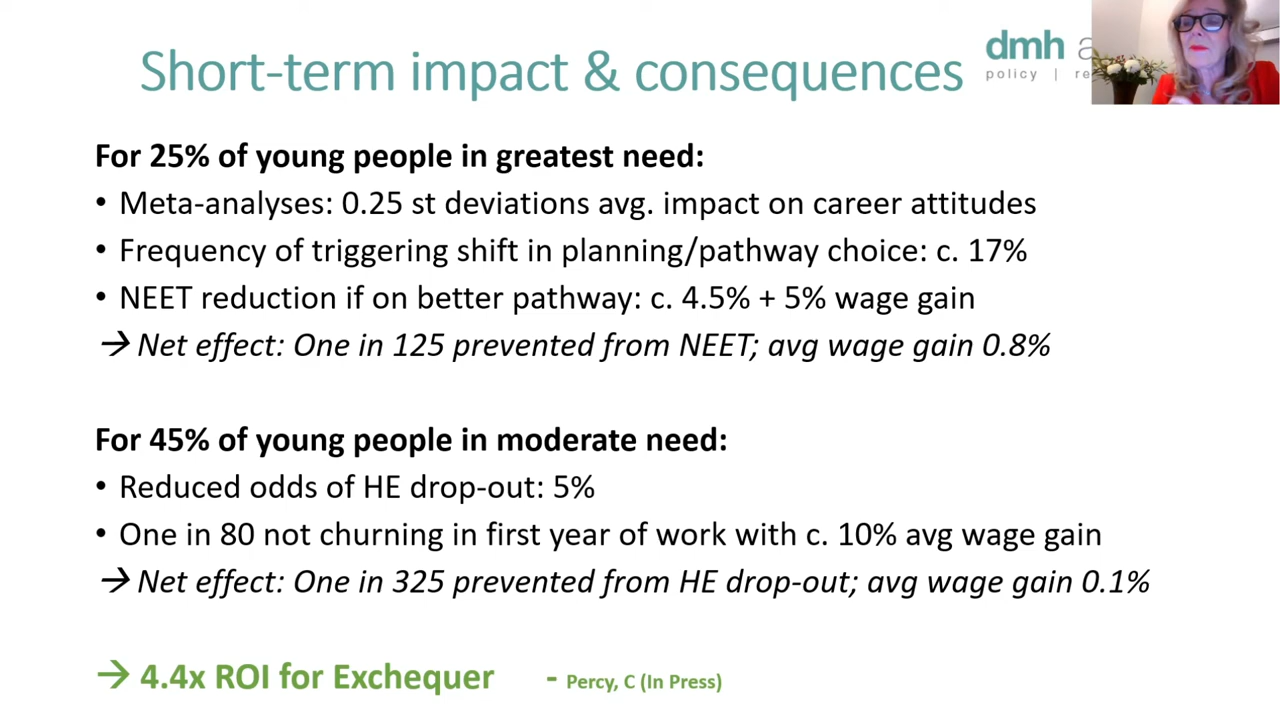 Short-term impact & consequences
dmh a
policy | re
For 25% of young people in greatest need:
• Meta-analyses: 0.25 st deviations avg. impact on career attitudes
• Frequency of triggering shift in planning/pathway choice: c. 17%
• NEET reduction if on better pathway: c. 4.5% + 5% wage gain
→ Net effect: One in 125 prevented from NEET; avg wage gain 0.8%
For 45% of young people in moderate need:
• Reduced odds of HE drop-out: 5%
• One in 80 not churning in first year of work with c. 10% avg wage gain
→ Net effect: One in 325 prevented from HE drop-out; avg wage gain 0.1%
→ 4.4x ROI for Exchequer - Percy, C (In Press)